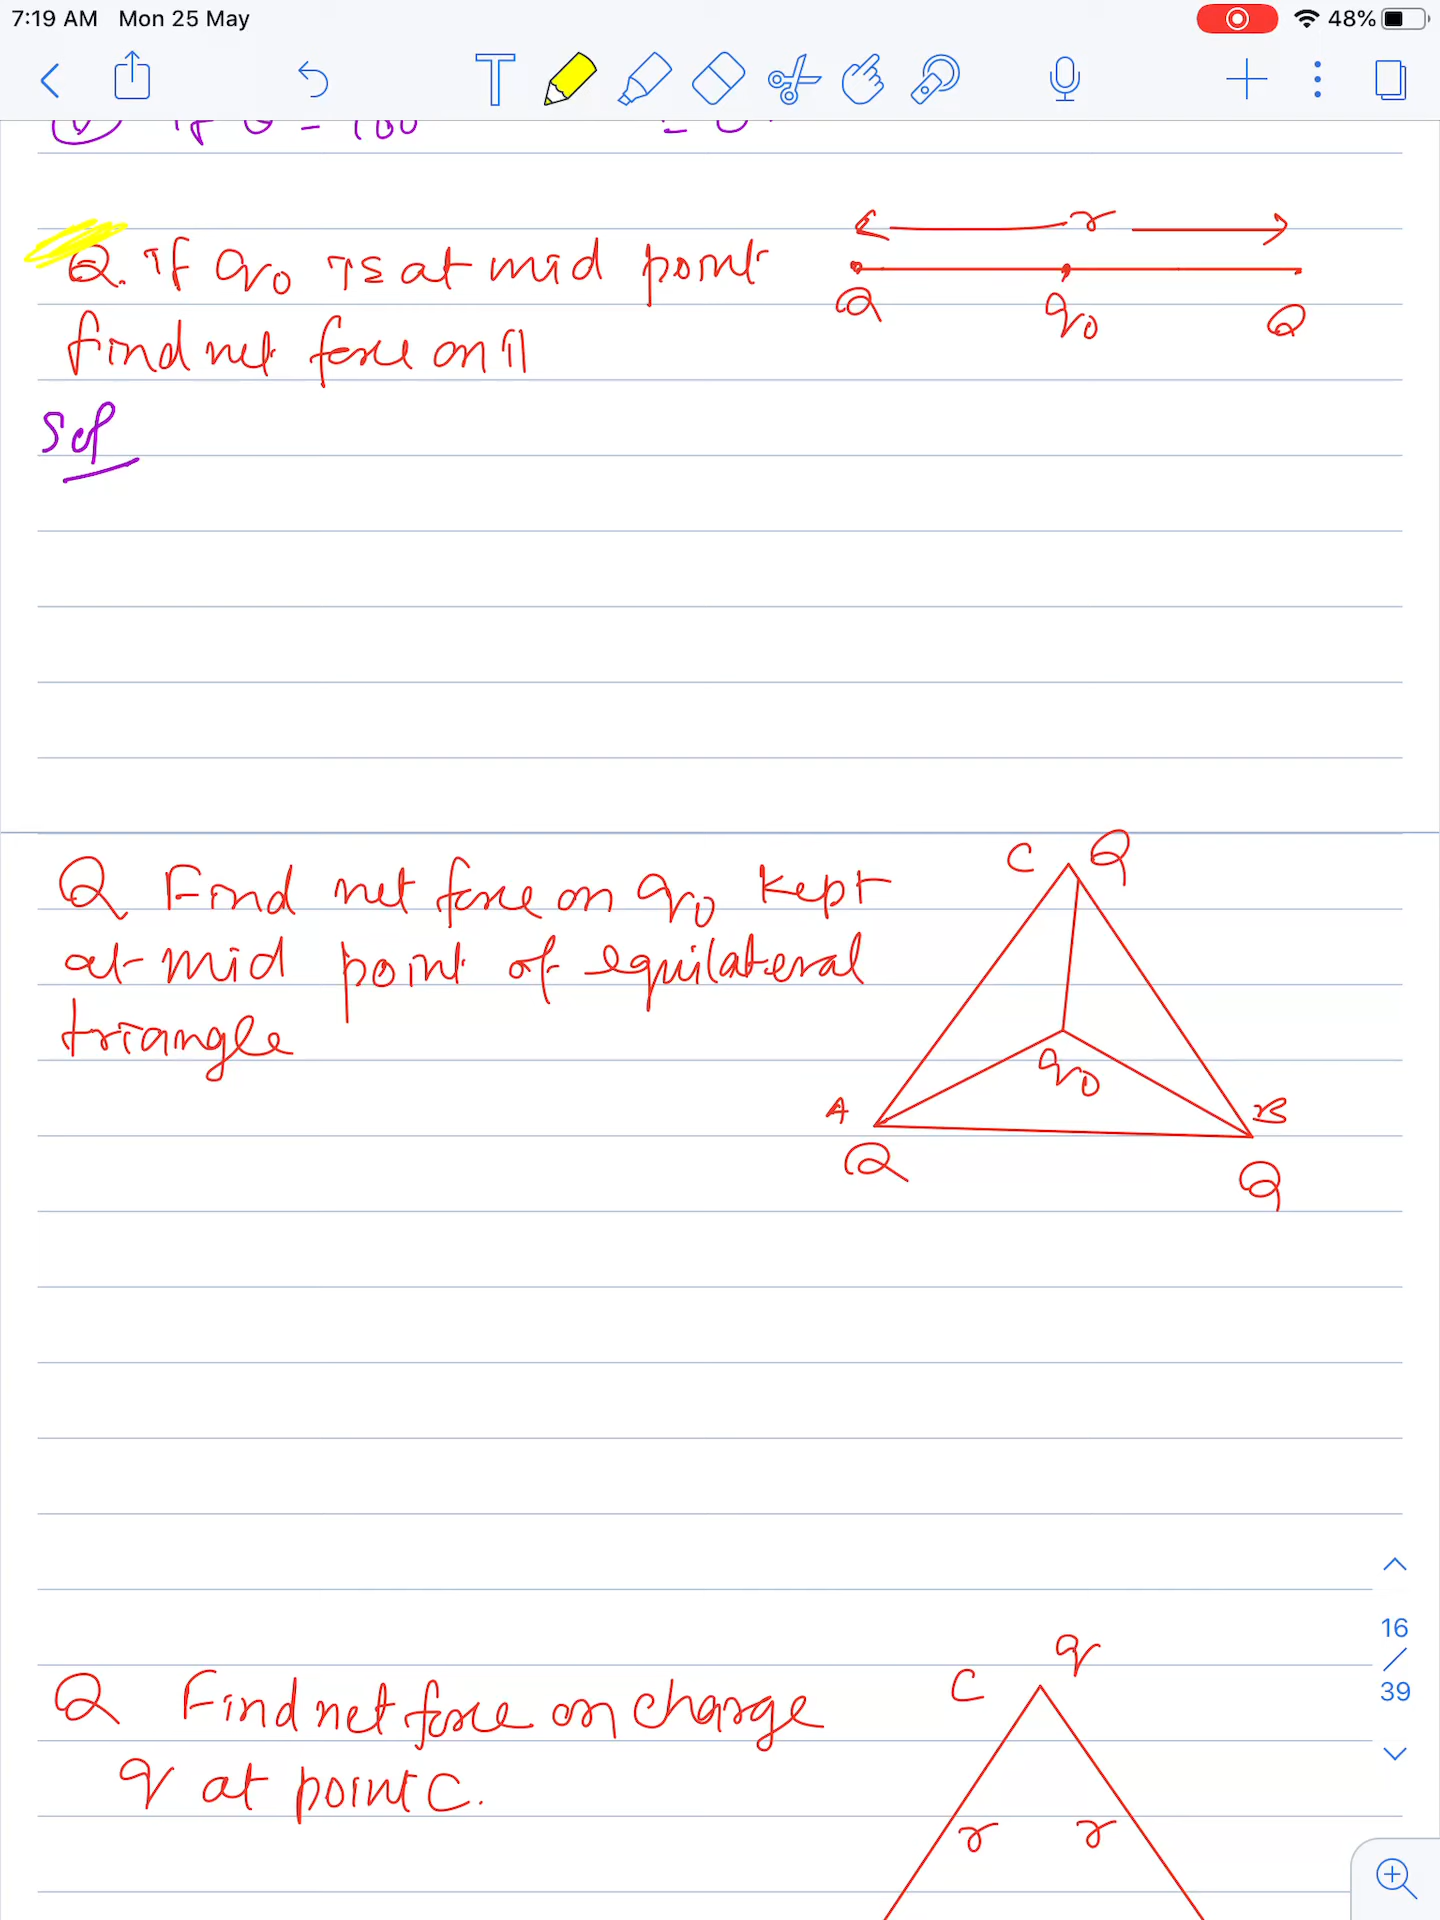 7:19 AM Mon 25 May
48%
T
Q. if q₀ is at mid point
find net force on it
r
Q q₀ Q
Sol
Q Find net force on q₀ kept
at mid point of equilateral
triangle
C Q
q₀
A B
Q Q
16
/
39
Q Find net force on charge
q at point C.
C q
r r